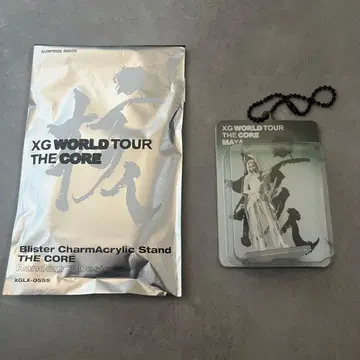 SURPRISE INSIDE
XG WORLD TOUR
THE CORE
核
Blister CharmAcrylic Stand
THE CORE
XGLX-0559
XG WORLD TOUR
THE CORE
MAYA